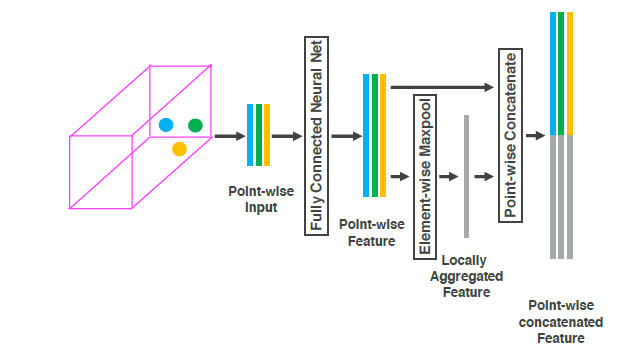 Point-wise
Input
Fully Connected Neural Net
Point-wise
Feature
Element-wise Maxpool
Locally
Aggregated
Feature
Point-wise Concatenate
Point-wise
concatenated
Feature